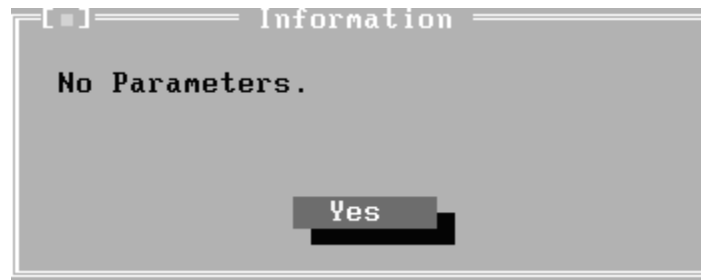 Information
No Parameters.
Yes